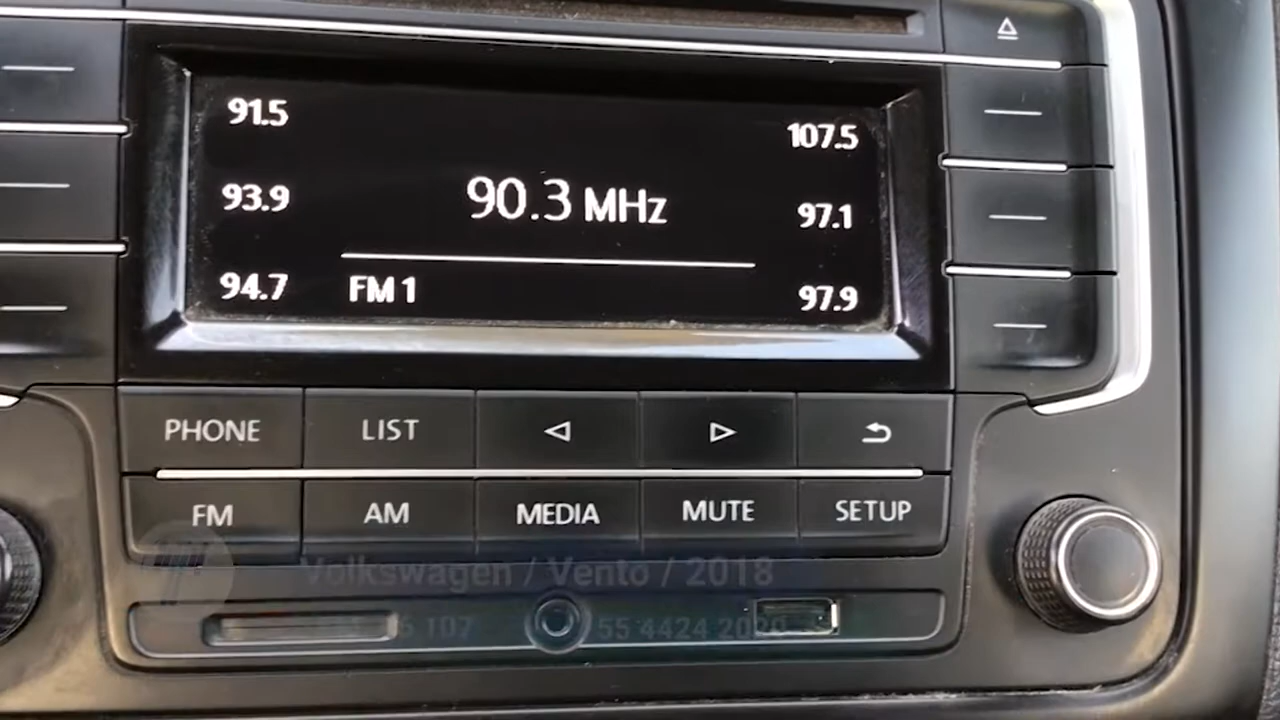 91.5
107.5
93.9
90.3 MHz
97.1
94.7
FM 1
97.9
PHONE
LIST
FM
AM
MEDIA
MUTE
SETUP
Volkswagen / Vento / 2018
107
55 4424